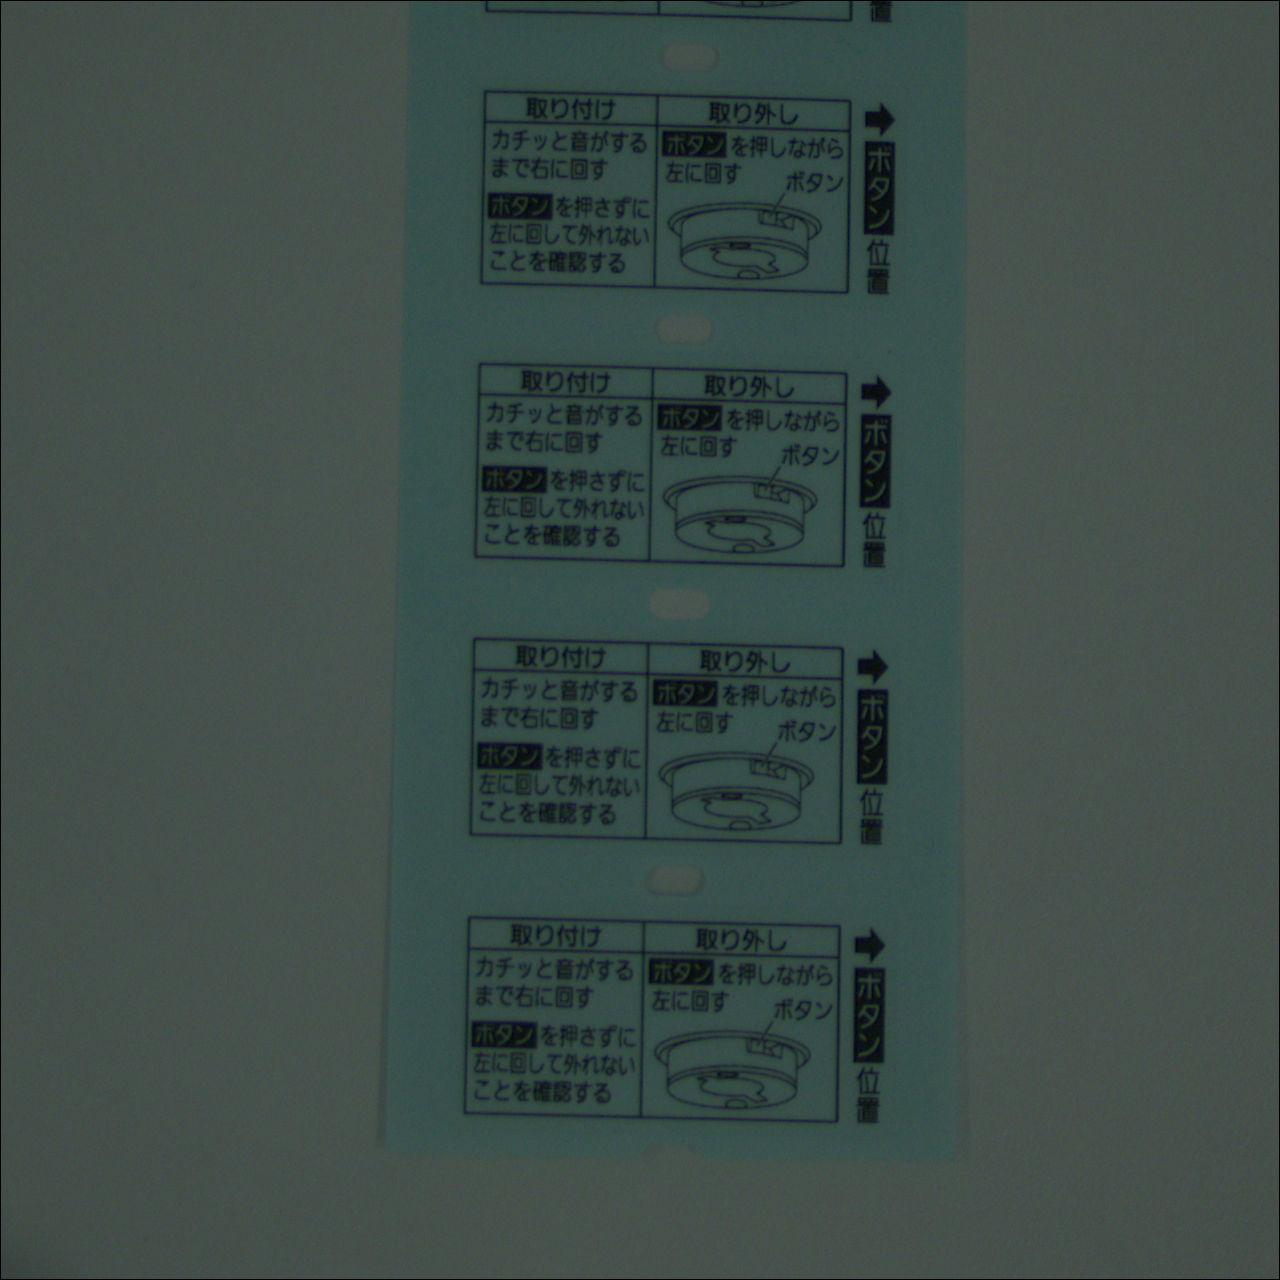 置
取り付け 取り外し
カチッと音がする
まで右に回す
ボタンを押さずに
左に回して外れない
ことを確認する
ボタンを押しながら
左に回す
ボタン
➡ボタン位置
取り付け 取り外し
カチッと音がする
まで右に回す
ボタンを押さずに
左に回して外れない
ことを確認する
ボタンを押しながら
左に回す
ボタン
➡ボタン位置
取り付け 取り外し
カチッと音がする
まで右に回す
ボタンを押さずに
左に回して外れない
ことを確認する
ボタンを押しながら
左に回す
ボタン
➡ボタン位置
取り付け 取り外し
カチッと音がする
まで右に回す
ボタンを押さずに
左に回して外れない
ことを確認する
ボタンを押しながら
左に回す
ボタン
➡ボタン位置